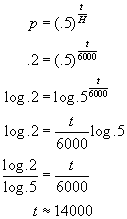 p = (.5)^(t/H)
.2 = (.5)^(t/6000)
log .2 = log .5^(t/6000)
log .2 = t/6000 log .5
log .2/log .5 = t/6000
t ≈ 14000